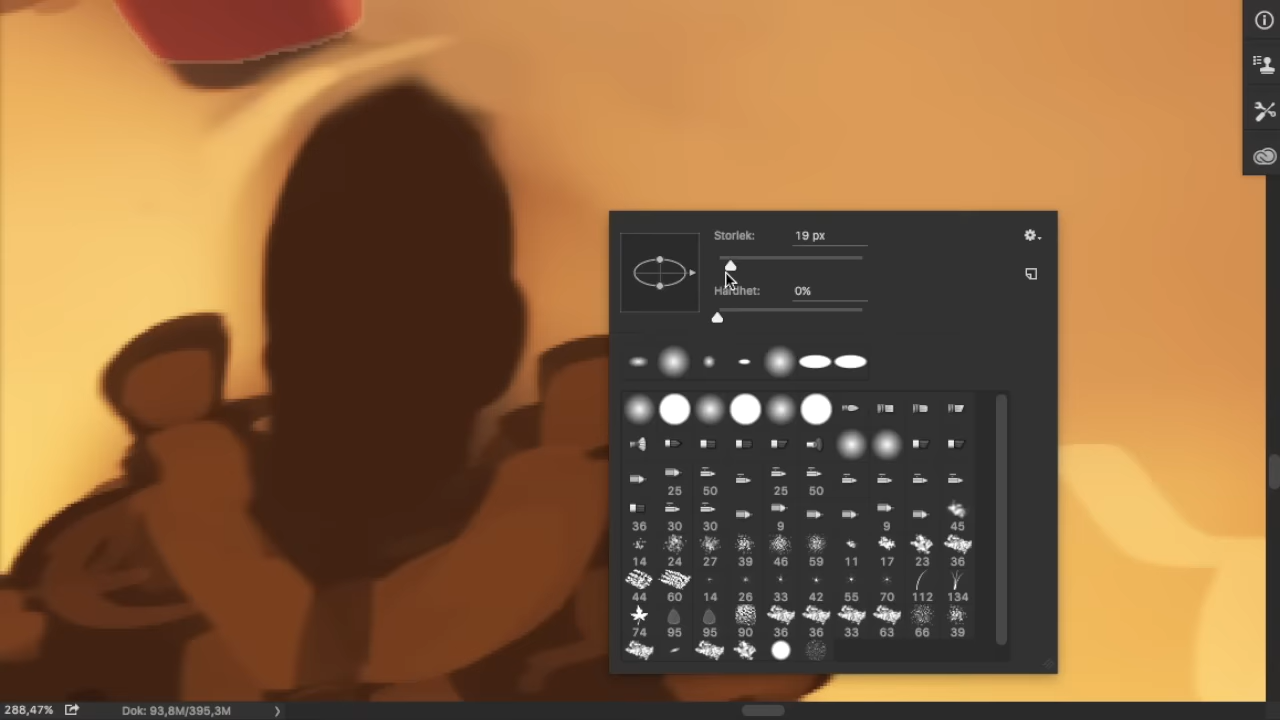 Storlek: 19 px
Hårdhet: 0%
25 50 25 50
36 30 30 9 9 45
14 24 27 39 46 59 11 17 23 36
44 60 14 26 33 42 55 70 112 134
74 95 95 90 36 36 33 63 66 39
288,47% Dok: 93,8M/395,3M